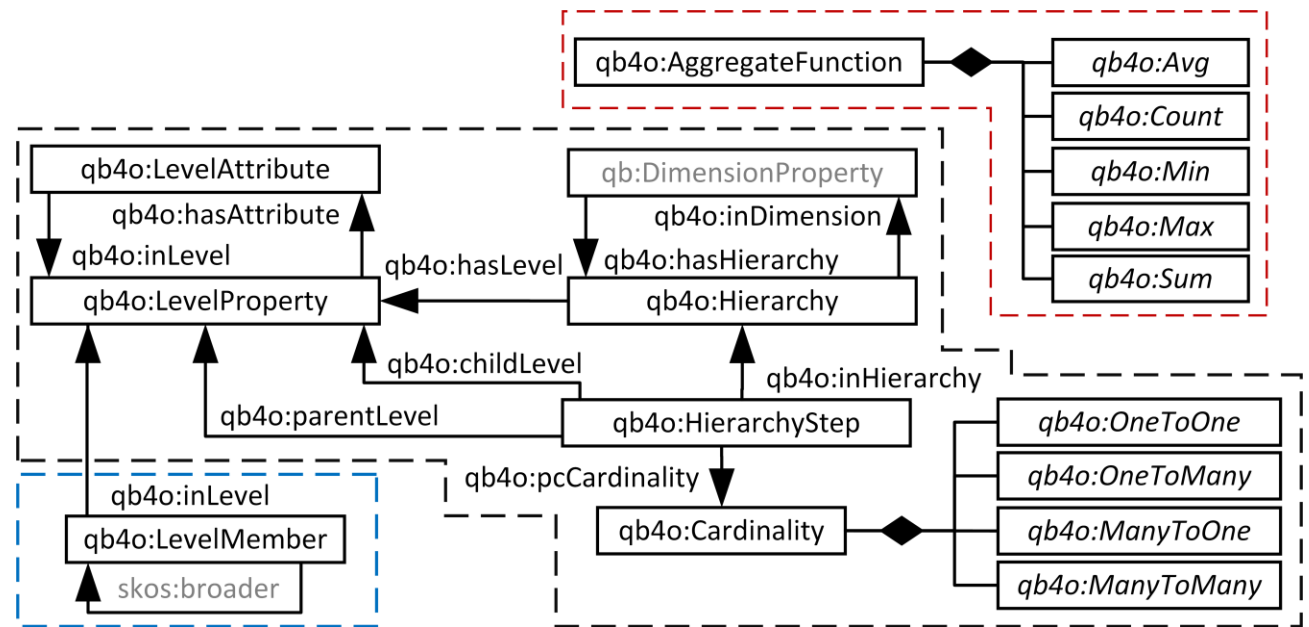 qb4o:AggregateFunction
qb4o:Avg
qb4o:Count
qb4o:Min
qb4o:Max
qb4o:Sum
qb4o:LevelAttribute
qb:DimensionProperty
qb4o:hasAttribute
qb4o:inDimension
qb4o:inLevel
qb4o:hasLevel
qb4o:hasHierarchy
qb4o:LevelProperty
qb4o:Hierarchy
qb4o:childLevel
qb4o:inHierarchy
qb4o:parentLevel
qb4o:HierarchyStep
qb4o:OneToOne
qb4o:pcCardinality
qb4o:OneToMany
qb4o:inLevel
qb4o:LevelMember
qb4o:Cardinality
qb4o:ManyToOne
skos:broader
qb4o:ManyToMany